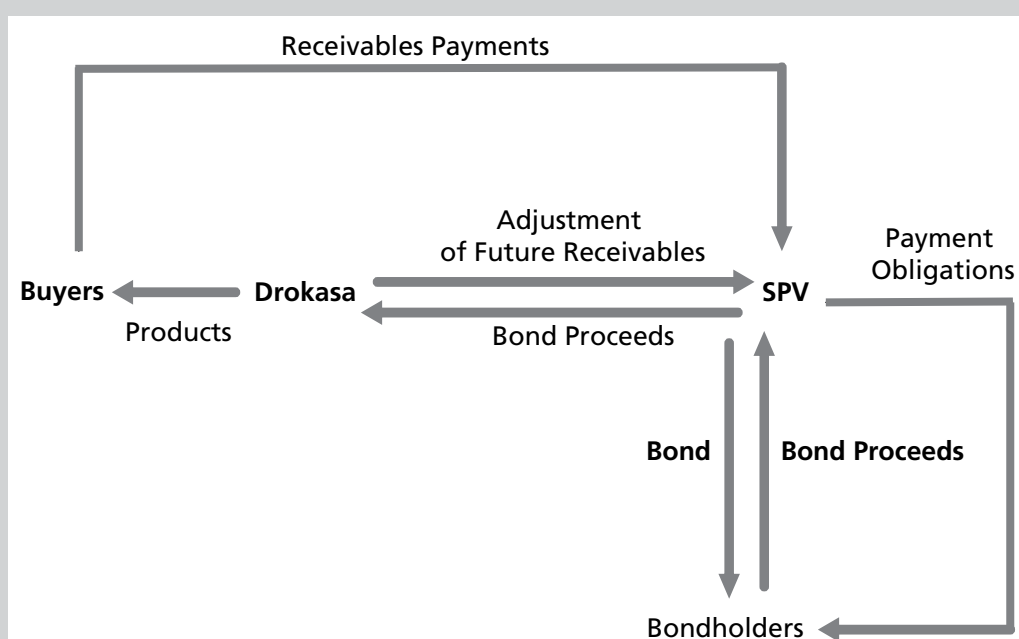 Receivables Payments
Adjustment
of Future Receivables
Payment
Obligations
Buyers
Drokasa
SPV
Products
Bond Proceeds
Bond
Bond Proceeds
Bondholders